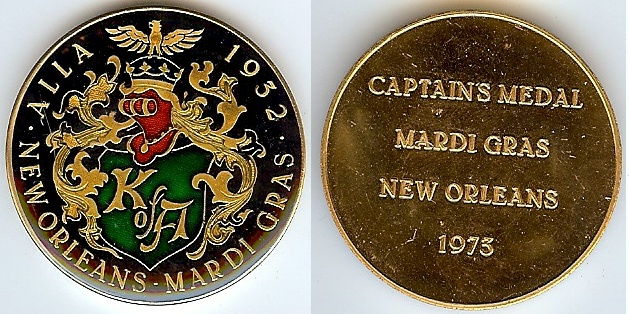 ALLA 1932
· NEW ORLEANS · MARDI GRAS
K of A
CAPTAIN'S MEDAL
MARDI GRAS
NEW ORLEANS
1973